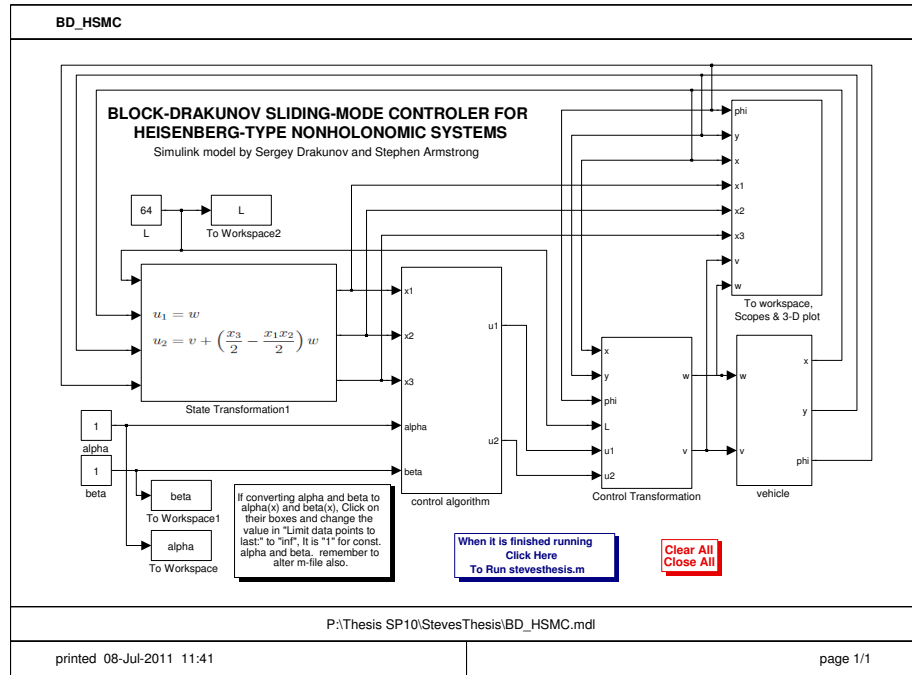 BD_HSMC
BLOCK-DRAKUNOV SLIDING-MODE CONTROLER FOR
HEISENBERG-TYPE NONHOLONOMIC SYSTEMS
Simulink model by Sergey Drakunov and Stephen Armstrong
64
L
L
To Workspace2
u₁ = w
u₂ = v + (x₃/2 − x₁x₂/2) w
State Transformation1
1
alpha
1
beta
beta
To Workspace1
alpha
To Workspace
If converting alpha and beta to
alpha(x) and beta(x), Click on
their boxes and change the
value in "Limit data points to
last:" to "inf", It is "1" for const.
alpha and beta. remember to
alter m-file also.
x1
x2
x3
alpha
beta
u1
u2
control algorithm
When it is finished running
Click Here
To Run stevesthesis.m
x
y
phi
L
u1
u2
w
v
Control Transformation
Clear All
Close All
phi
y
x
x1
x2
x3
v
w
To workspace,
Scopes & 3-D plot
w
v
x
y
phi
vehicle
P:\Thesis SP10\StevesThesis\BD_HSMC.mdl
printed 08-Jul-2011 11:41
page 1/1